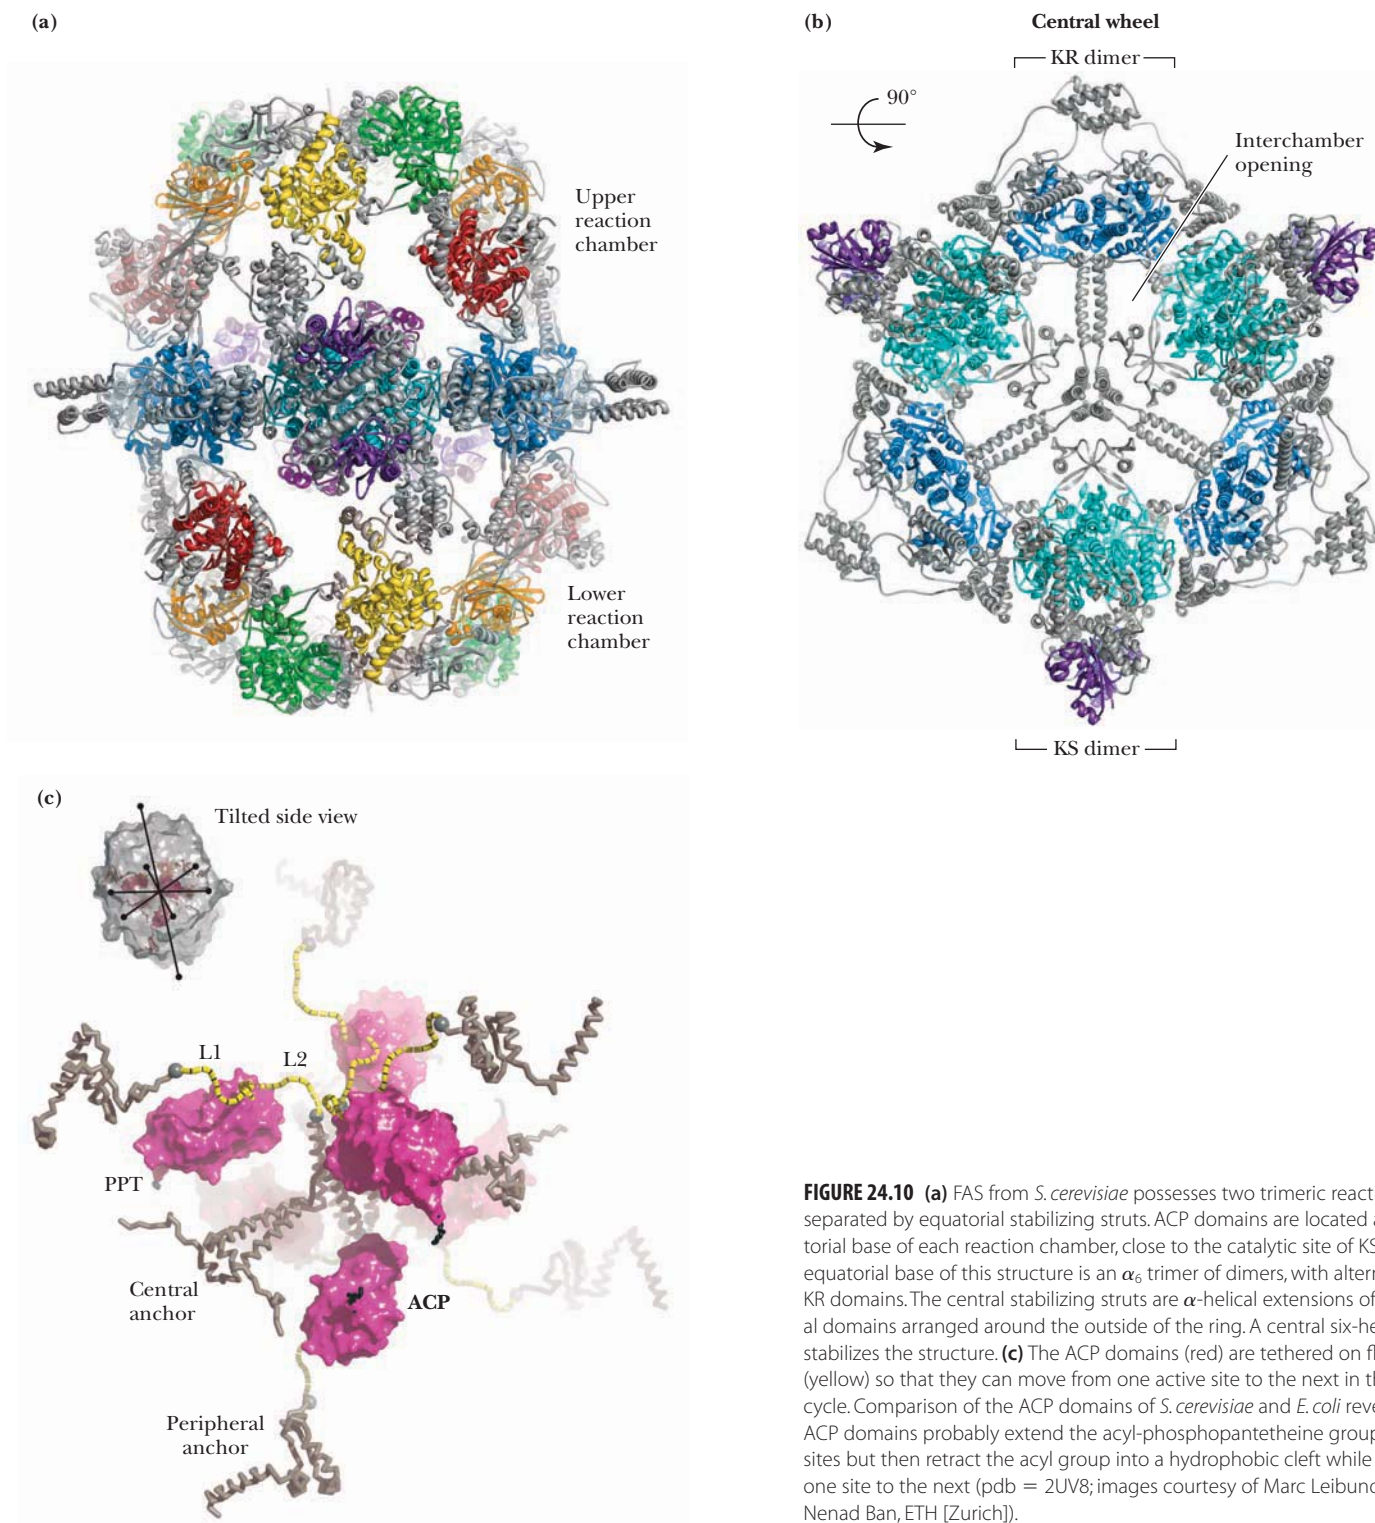 (a)
Upper
reaction
chamber
Lower
reaction
chamber
(b)
Central wheel
KR dimer
90°
Interchamber
opening
KS dimer
(c)
Tilted side view
L1
L2
PPT
Central
anchor
ACP
Peripheral
anchor
FIGURE 24.10 (a) FAS from S. cerevisiae possesses two trimeric
separated by equatorial stabilizing struts. ACP domains are located
torial base of each reaction chamber, close to the catalytic site of KS
equatorial base of this structure is an α6 trimer of dimers, with
KR domains. The central stabilizing struts are α-helical extensions of
al domains arranged around the outside of the ring. A central
stabilizes the structure. (c) The ACP domains (red) are tethered on
(yellow) so that they can move from one active site to the next in
cycle. Comparison of the ACP domains of S. cerevisiae and E. coli
ACP domains probably extend the acyl-phosphopantetheine group
sites but then retract the acyl group into a hydrophobic cleft while
one site to the next (pdb = 2UV8; images courtesy of Marc
Nenad Ban, ETH [Zurich]).